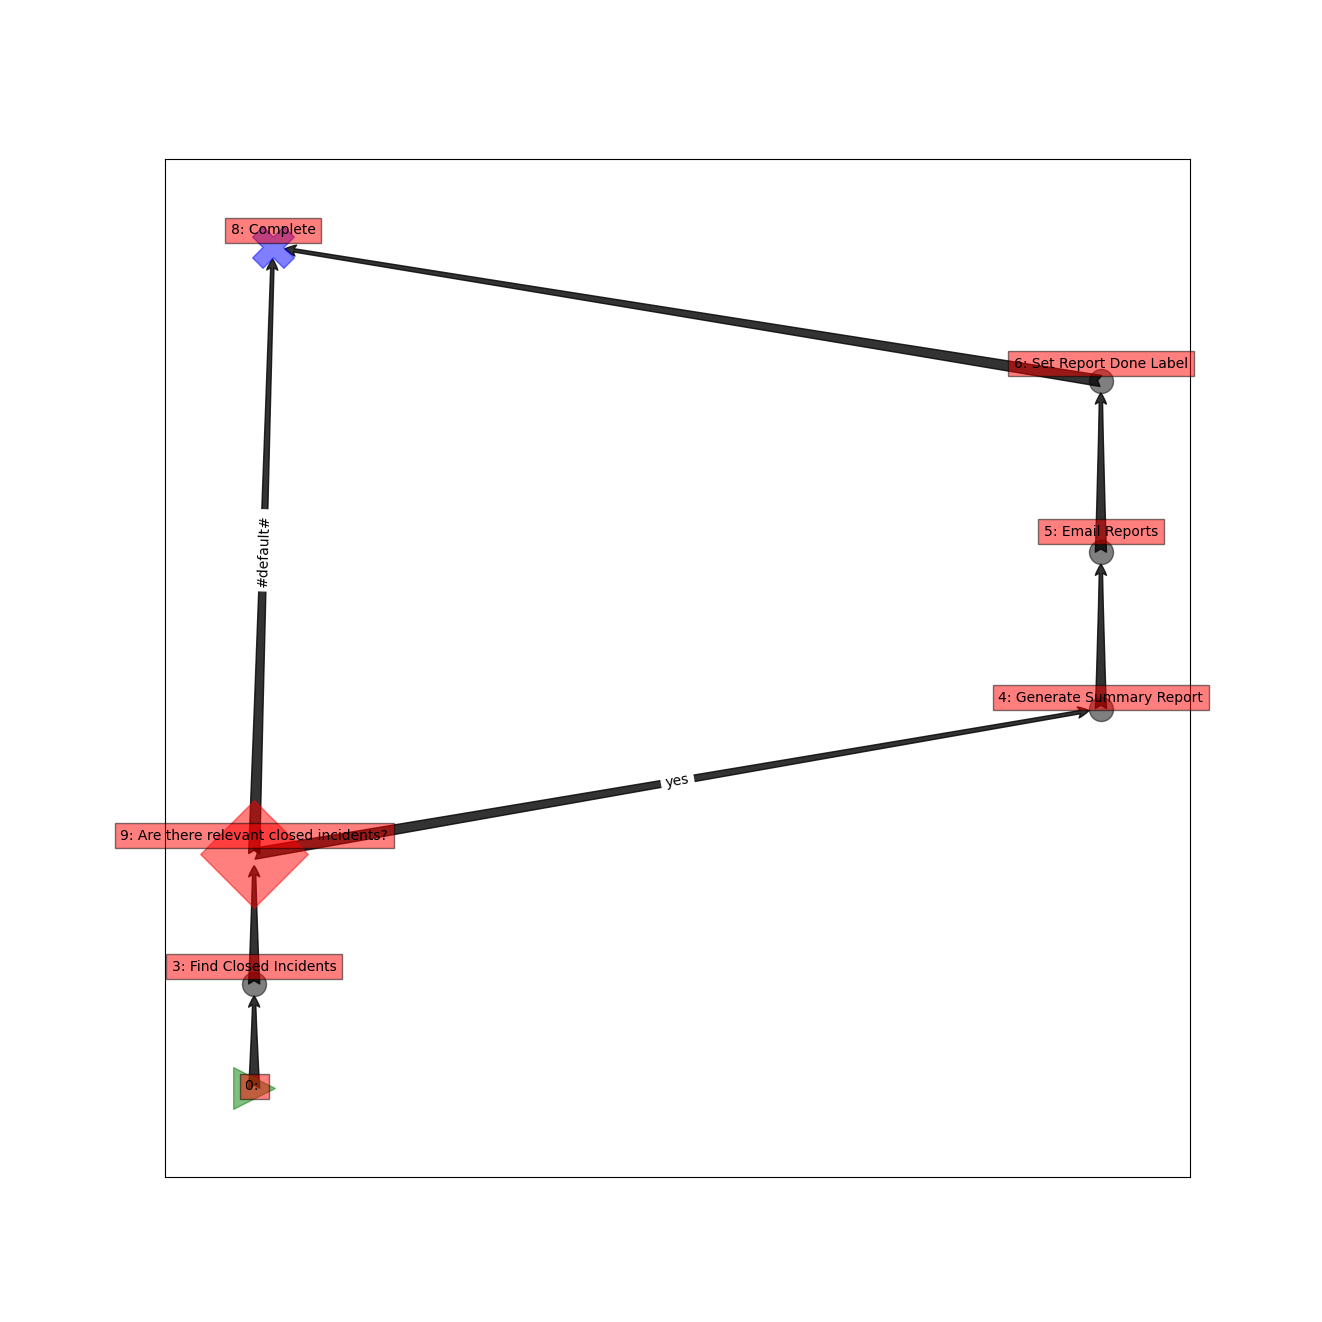 8: Complete
6: Set Report Done Label
#default#
5: Email Reports
4: Generate Summary Report
yes
9: Are there relevant closed incidents?
3: Find Closed Incidents
0: